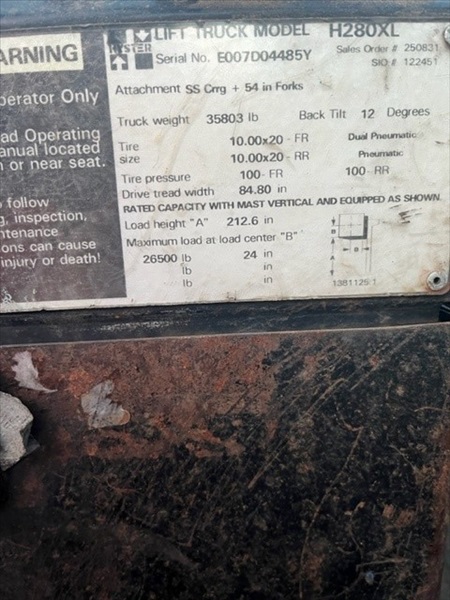 ARNING
perator Only
ad Operating
anual located
n or near seat.
follow
g, inspection,
ntenance
ons can cause
injury or death!
HYSTER
LIFT TRUCK MODEL H280XL
Serial No. E007D04485Y Sales Order # 250831
SIO # 122451
Attachment SS Crrg + 54 in Forks
Truck weight 35803 lb Back Tilt 12 Degrees
Tire size 10.00x20 - FR Dual Pneumatic
10.00x20 - RR Pneumatic
Tire pressure 100 - FR 100 - RR
Drive tread width 84.80 in
RATED CAPACITY WITH MAST VERTICAL AND EQUIPPED AS SHOWN
Load height "A" 212.6 in
Maximum load at load center "B"
26500 lb 24 in
lb in
lb in
B
A
B
1381125-1